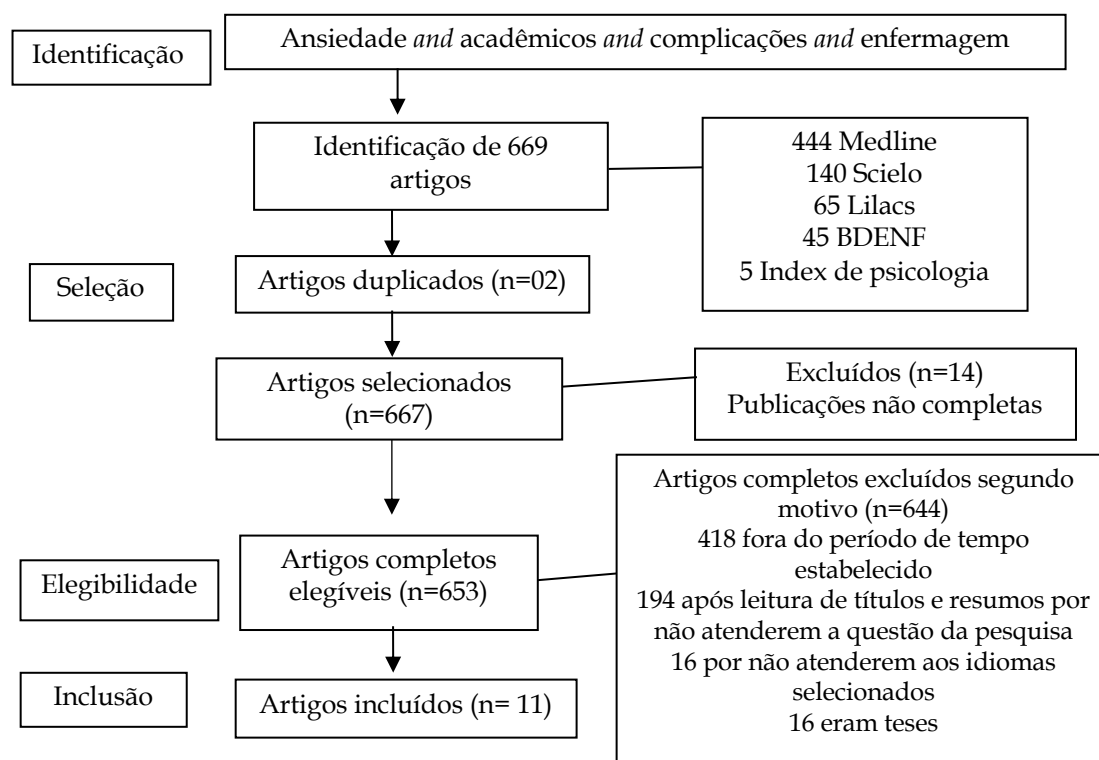 Identificação
Ansiedade and acadêmicos and complicações and enfermagem
Identificação de 669
artigos
444 Medline
140 Scielo
65 Lilacs
45 BDENF
5 Index de psicologia
Seleção
Artigos duplicados (n=02)
Artigos selecionados
(n=667)
Excluídos (n=14)
Publicações não completas
Elegibilidade
Artigos completos
elegíveis (n=653)
Artigos completos excluídos segundo
motivo (n=644)
418 fora do período de tempo
estabelecido
194 após leitura de títulos e resumos por
não atenderem a questão da pesquisa
16 por não atenderem aos idiomas
selecionados
16 eram teses
Inclusão
Artigos incluídos (n= 11)